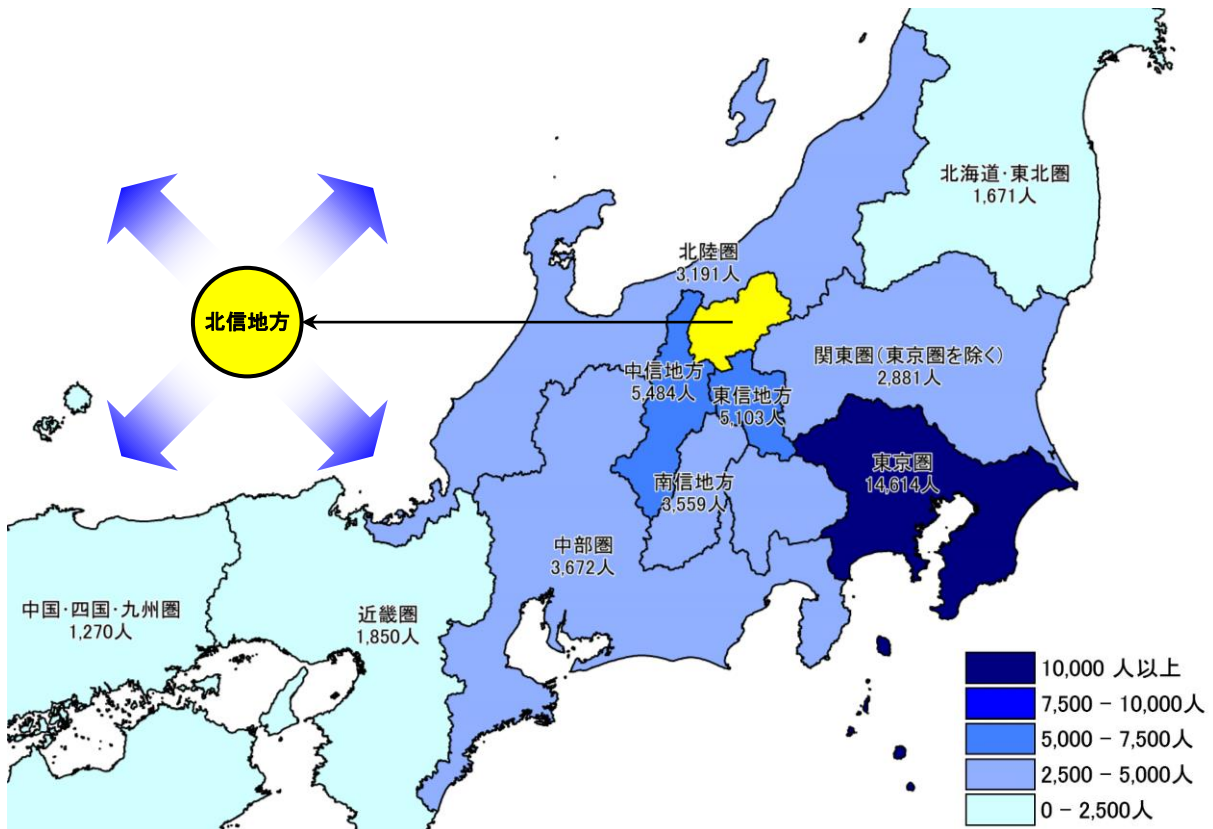 北海道・東北圏
1,671人
北陸圏
3,191人
北信地方
関東圏(東京圏を除く)
2,881人
中信地方
5,484人
東信地方
5,103人
東京圏
14,614人
南信地方
3,559人
中部圏
3,672人
中国・四国・九州圏
1,270人
近畿圏
1,850人
10,000 人以上
7,500 - 10,000人
5,000 - 7,500人
2,500 - 5,000人
0 - 2,500人